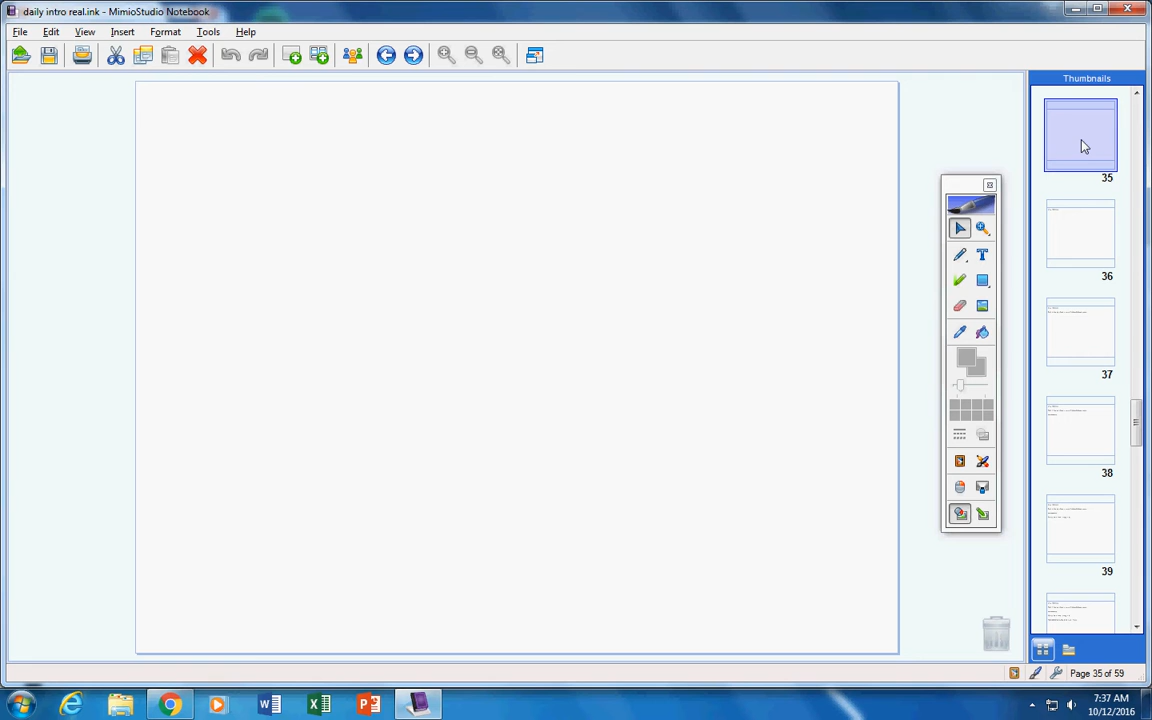 daily intro real.ink - MimioStudio Notebook
File Edit View Insert Format Tools Help
Thumbnails
35
36
37
38
39
Page 35 of 59
7:37 AM
10/12/2016